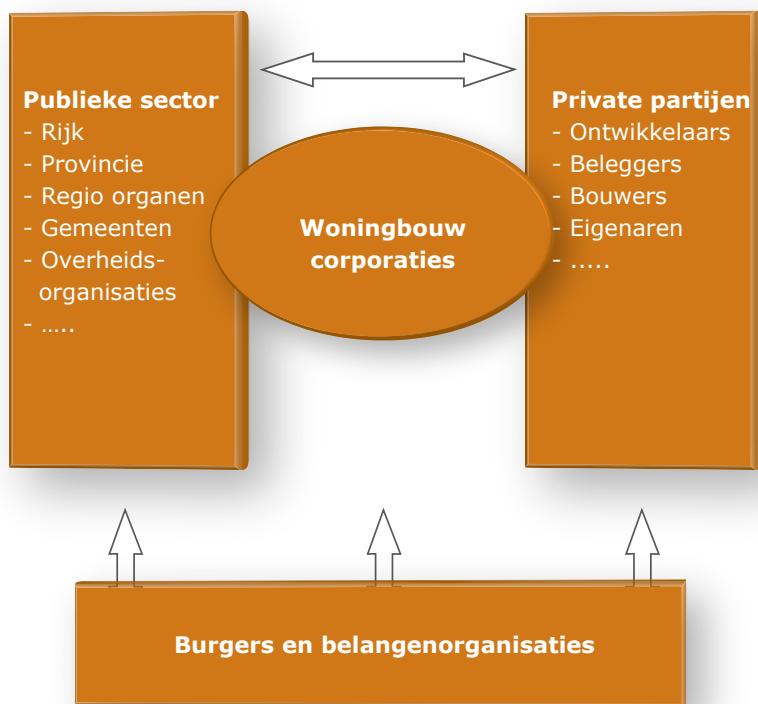 Publieke sector
- Rijk
- Provincie
- Regio organen
- Gemeenten
- Overheids-
organisaties
- .....
Woningbouw
corporaties
Private partijen
- Ontwikkelaars
- Beleggers
- Bouwers
- Eigenaren
- .....
Burgers en belangenorganisaties